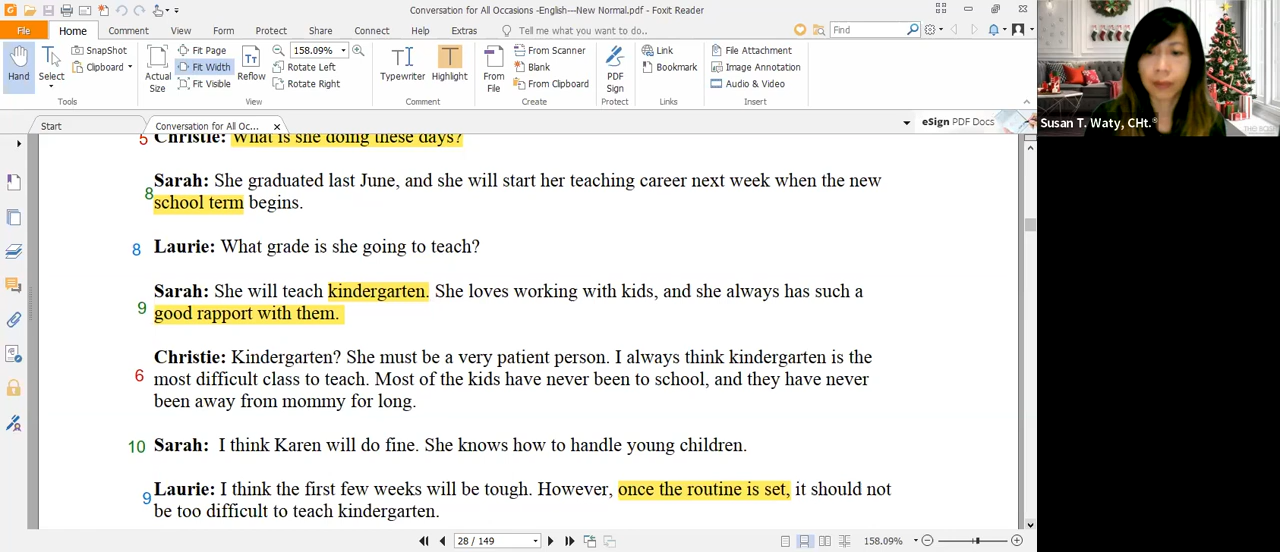 Conversation for All Occasions -English---New Normal.pdf - Foxit Reader
File Home Comment View Form Protect Share Connect Help Extras Tell me what you want to do... Find
Hand Select SnapShot Clipboard Actual Size Fit Page Fit Width Fit Visible Reflow 158.09% Rotate Left Rotate Right Typewriter Highlight From File From Scanner Blank From Clipboard PDF Sign Link Bookmark File Attachment Image Annotation Audio & Video
Tools View Comment Create Protect Links Insert
Start Conversation for All Oc... eSign PDF Docs
Susan T. Waty, CHt.®
5 Christie: What is she doing these days?
Sarah: She graduated last June, and she will start her teaching career next week when the new
8 school term begins.
8 Laurie: What grade is she going to teach?
Sarah: She will teach kindergarten. She loves working with kids, and she always has such a
9 good rapport with them.
Christie: Kindergarten? She must be a very patient person. I always think kindergarten is the
6 most difficult class to teach. Most of the kids have never been to school, and they have never
been away from mommy for long.
10 Sarah: I think Karen will do fine. She knows how to handle young children.
9 Laurie: I think the first few weeks will be tough. However, once the routine is set, it should not
be too difficult to teach kindergarten.
28 / 149 158.09%